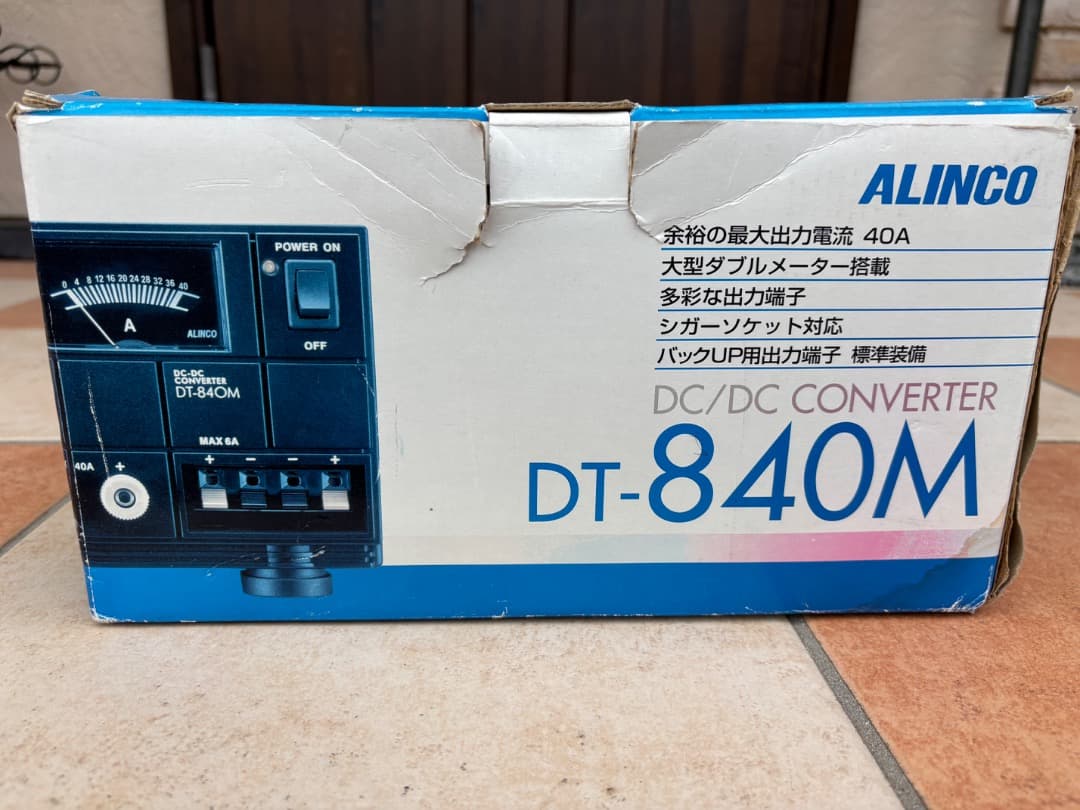 ALINCO
余裕の最大出力電流 40A
大型ダブルメーター搭載
多彩な出力端子
シガーソケット対応
バックUP用出力端子 標準装備
DC/DC CONVERTER
DT-840M
POWER ON
OFF
0 4 8 12 16 20 24 28 32 36 40
A
ALINCO
DC-DC
CONVERTER
DT-840M
MAX 6A
40A +
+ − − +